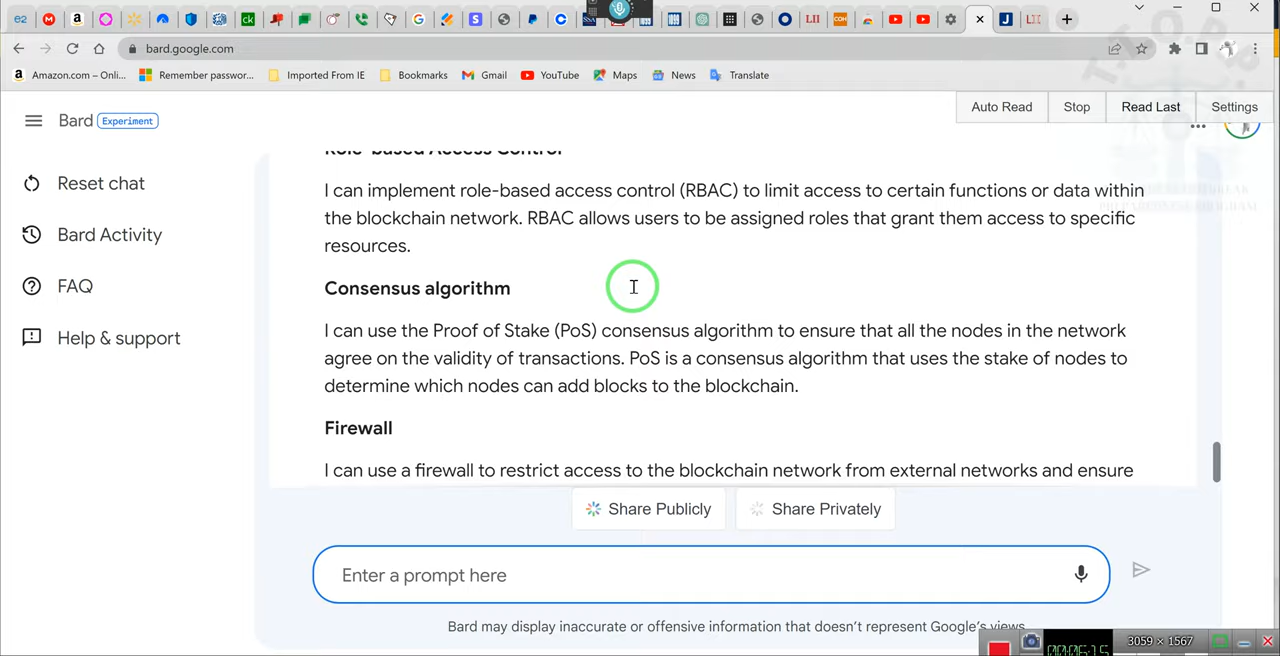 bard.google.com
Amazon.com – Onli...
Remember passwor...
Imported From IE
Bookmarks
Gmail
YouTube
Maps
News
Translate
Auto Read
Stop
Read Last
Settings
Bard Experiment
Reset chat
Bard Activity
FAQ
Help & support
Role-based Access Control
I can implement role-based access control (RBAC) to limit access to certain functions or data within
the blockchain network. RBAC allows users to be assigned roles that grant them access to specific
resources.
Consensus algorithm
I can use the Proof of Stake (PoS) consensus algorithm to ensure that all the nodes in the network
agree on the validity of transactions. PoS is a consensus algorithm that uses the stake of nodes to
determine which nodes can add blocks to the blockchain.
Firewall
I can use a firewall to restrict access to the blockchain network from external networks and ensure
Share Publicly
Share Privately
Enter a prompt here
Bard may display inaccurate or offensive information that doesn't represent Google's views.
00:06:15
3059 × 1567